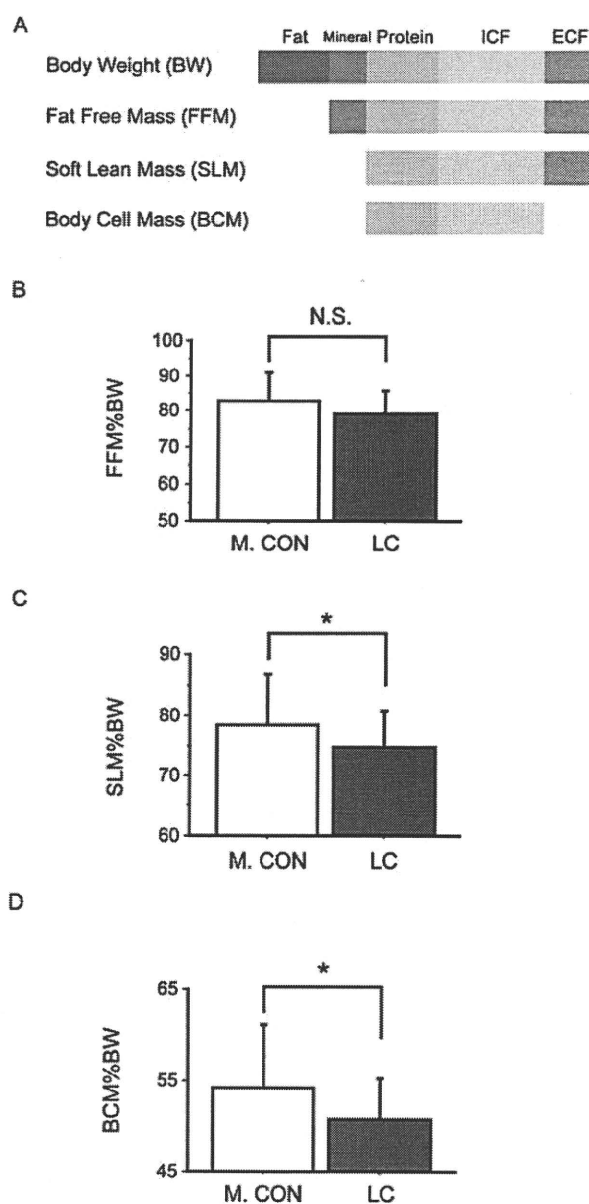 A
Fat Mineral Protein ICF ECF
Body Weight (BW)
Fat Free Mass (FFM)
Soft Lean Mass (SLM)
Body Cell Mass (BCM)
B
N.S.
100
90
80
70
60
50
FFM%BW
M. CON LC
C
*
90
80
70
60
SLM%BW
M. CON LC
D
*
65
55
45
BCM%BW
M. CON LC